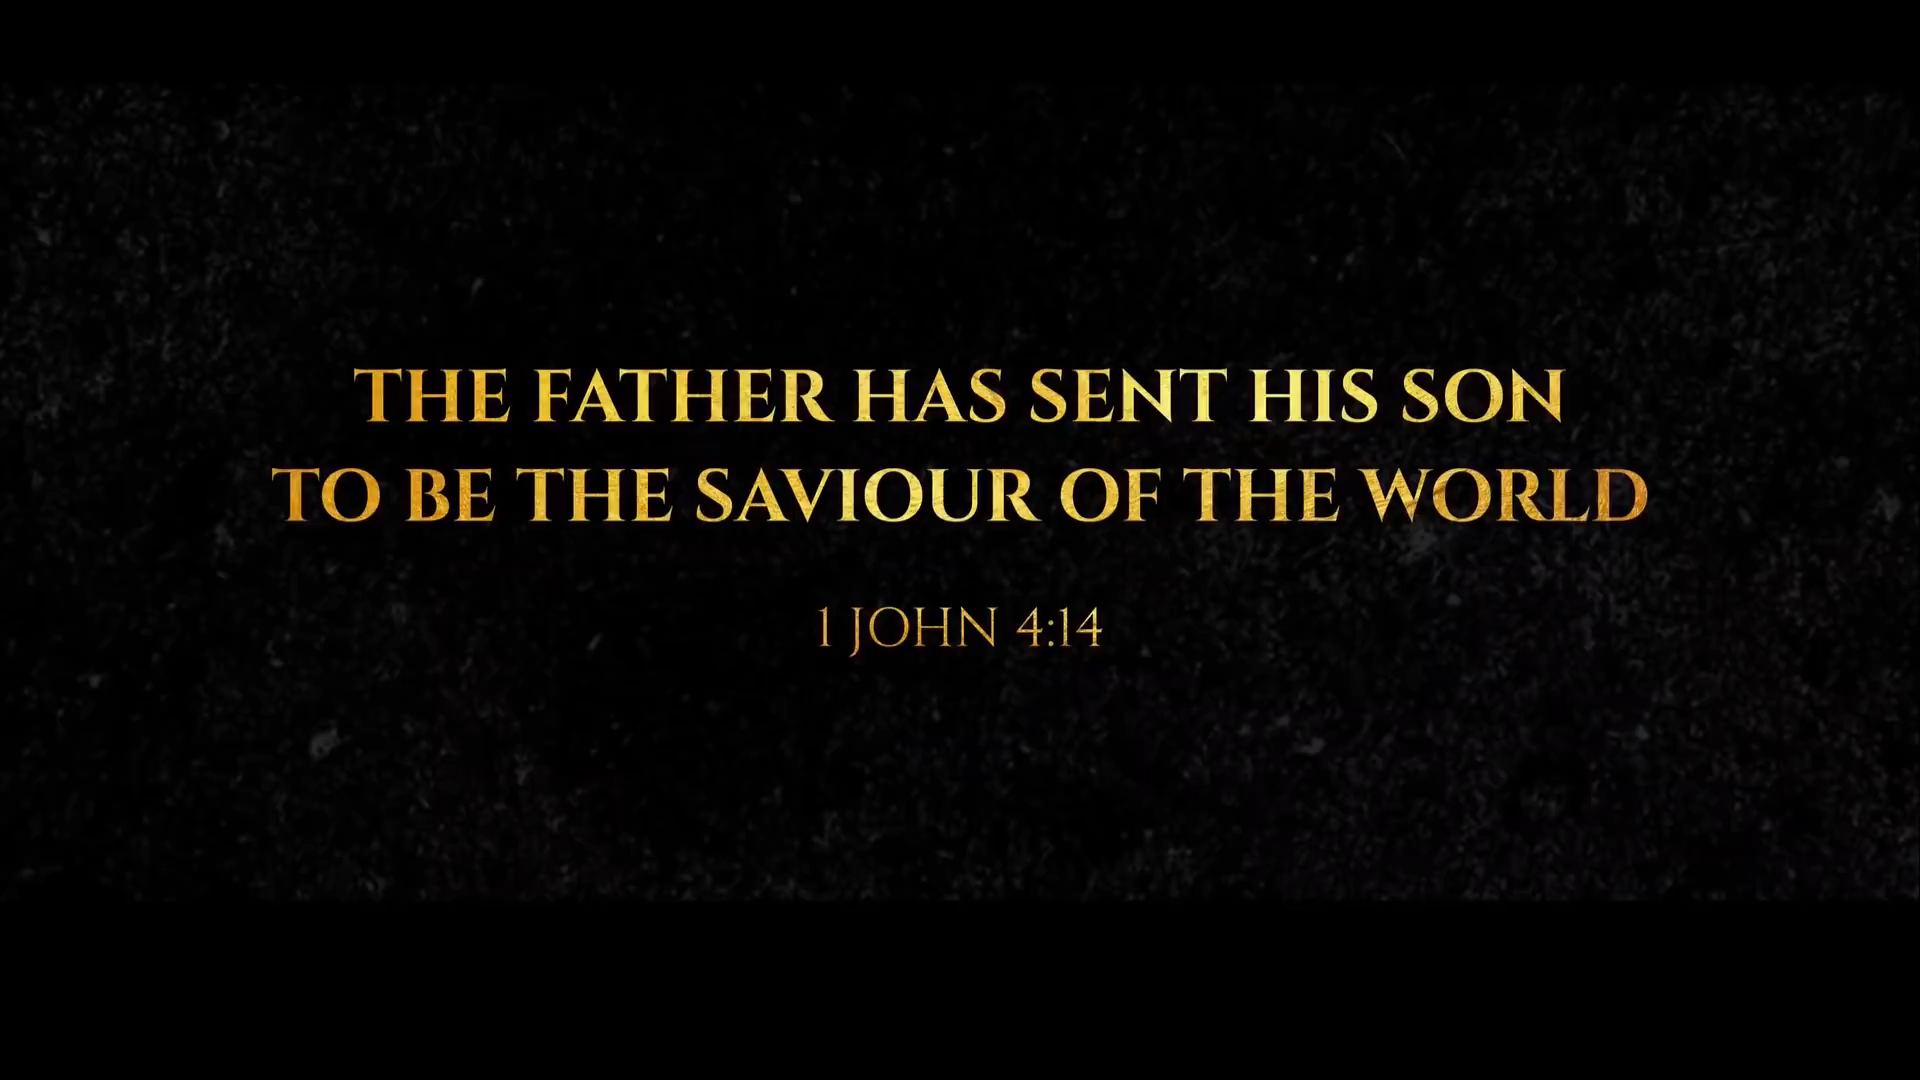 THE FATHER HAS SENT HIS SON
TO BE THE SAVIOUR OF THE WORLD
1 JOHN 4:14